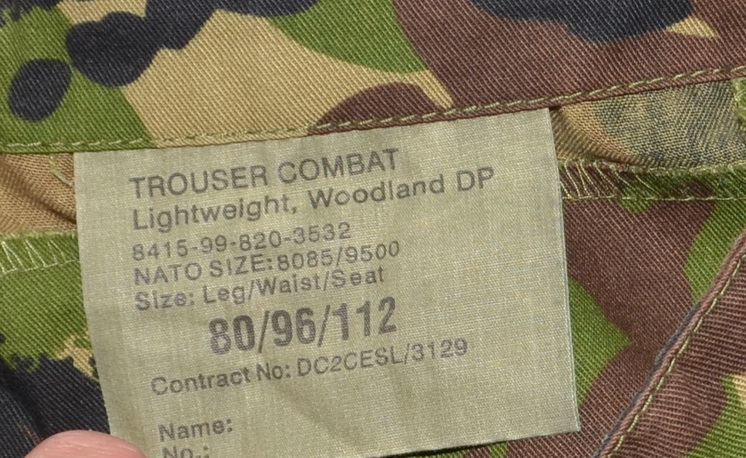 TROUSER COMBAT
Lightweight, Woodland DP
8415-99-820-3532
NATO SIZE:8085/9500
Size: Leg/Waist/Seat
80/96/112
Contract No: DC2CESL/3129
Name:
No.: